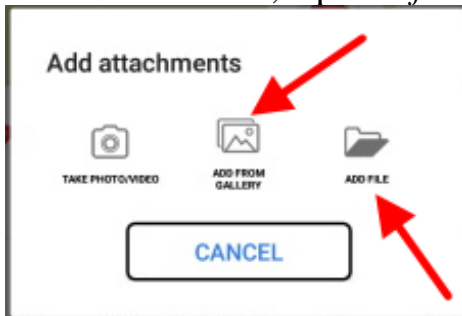 Add attachments
TAKE PHOTO/VIDEO
ADD FROM
GALLERY
ADD FILE
CANCEL